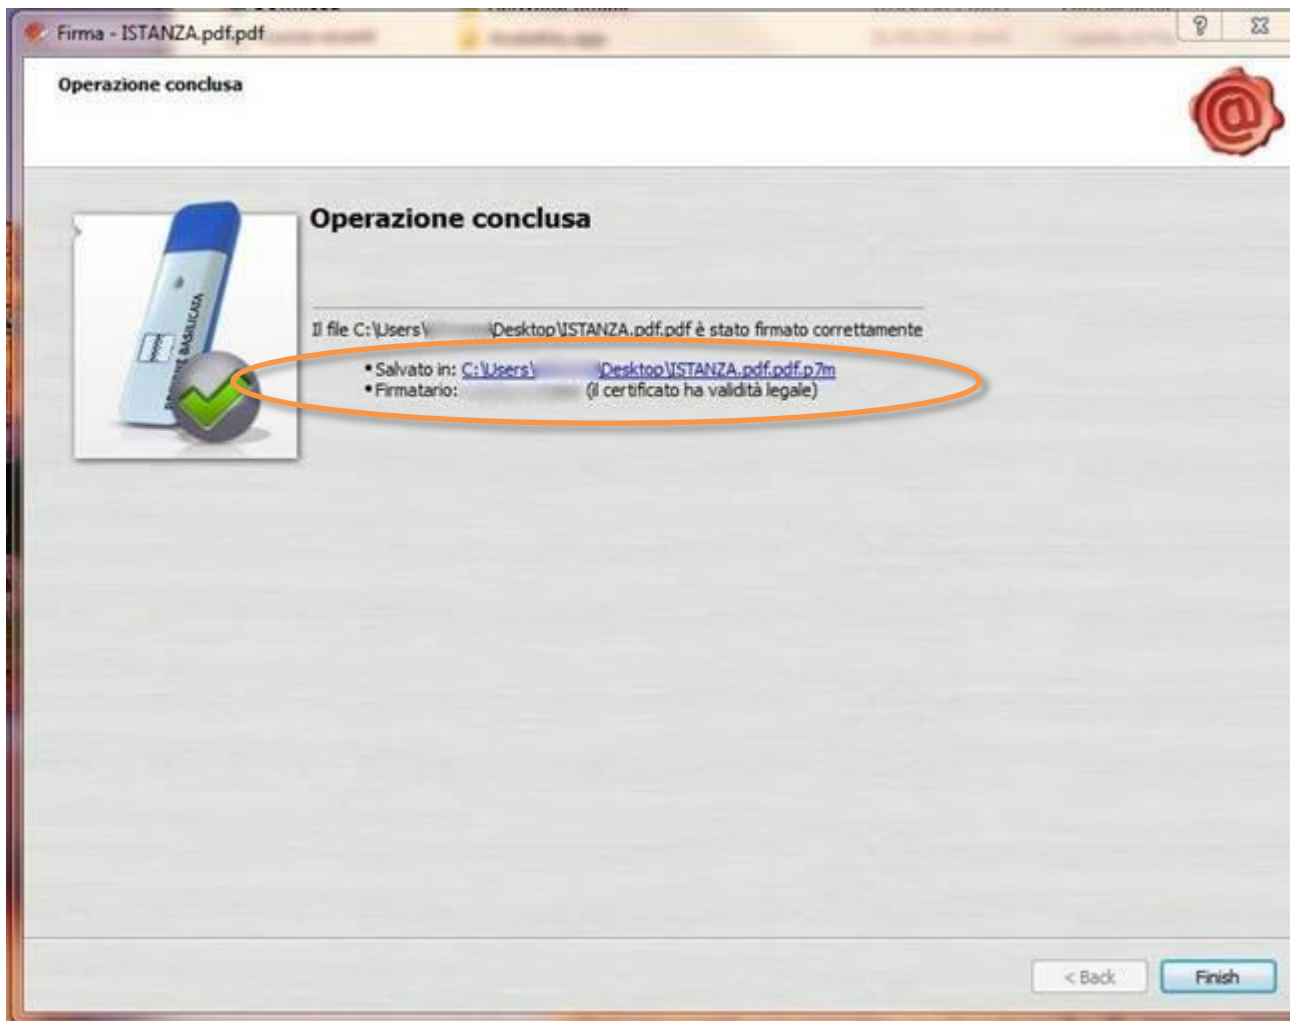 Firma - ISTANZA.pdf.pdf
Operazione conclusa
Operazione conclusa
BASILICATA
Il file C:\Users\ \Desktop\ISTANZA.pdf.pdf è stato firmato correttamente
• Salvato in: C:\Users\ \Desktop\ISTANZA.pdf.pdf.p7m
• Firmatario: (il certificato ha validità legale)
< Back
Finish